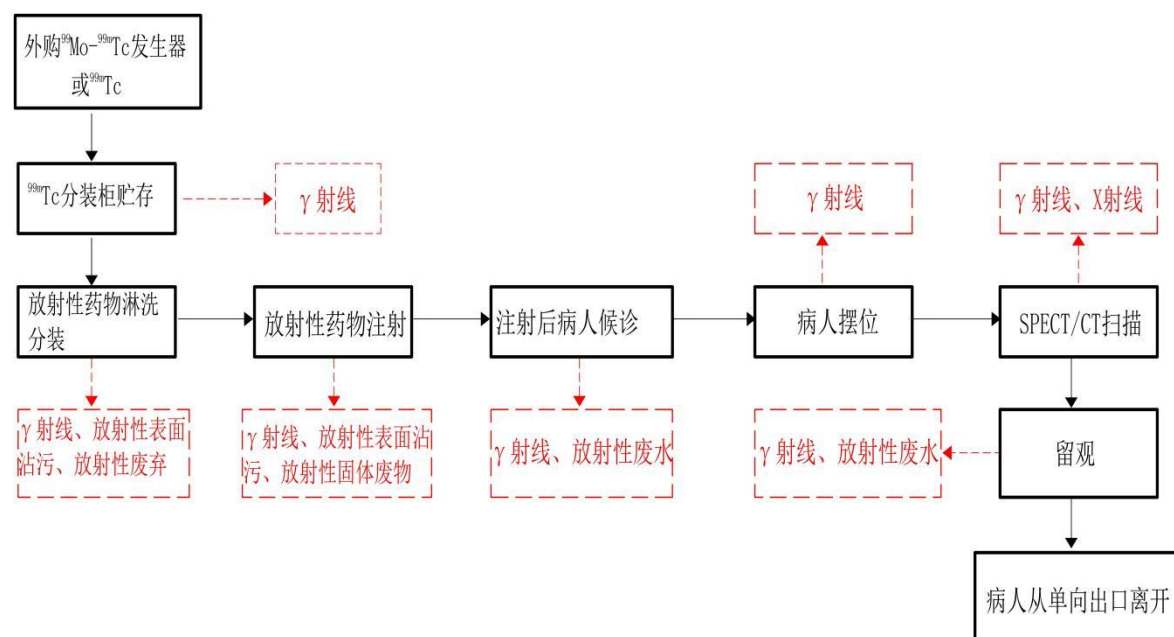 外购⁹⁹Mo-⁹⁹ᵐTc发生器
或⁹⁹ᵐTc
⁹⁹ᵐTc分装柜贮存
γ射线
γ射线
γ射线、X射线
放射性药物淋洗
分装
放射性药物注射
注射后病人候诊
病人摆位
SPECT/CT扫描
γ射线、放射性表面
沾污、放射性废弃
γ射线、放射性表面沾
污、放射性固体废物
γ射线、放射性废水
γ射线、放射性废水
留观
病人从单向出口离开